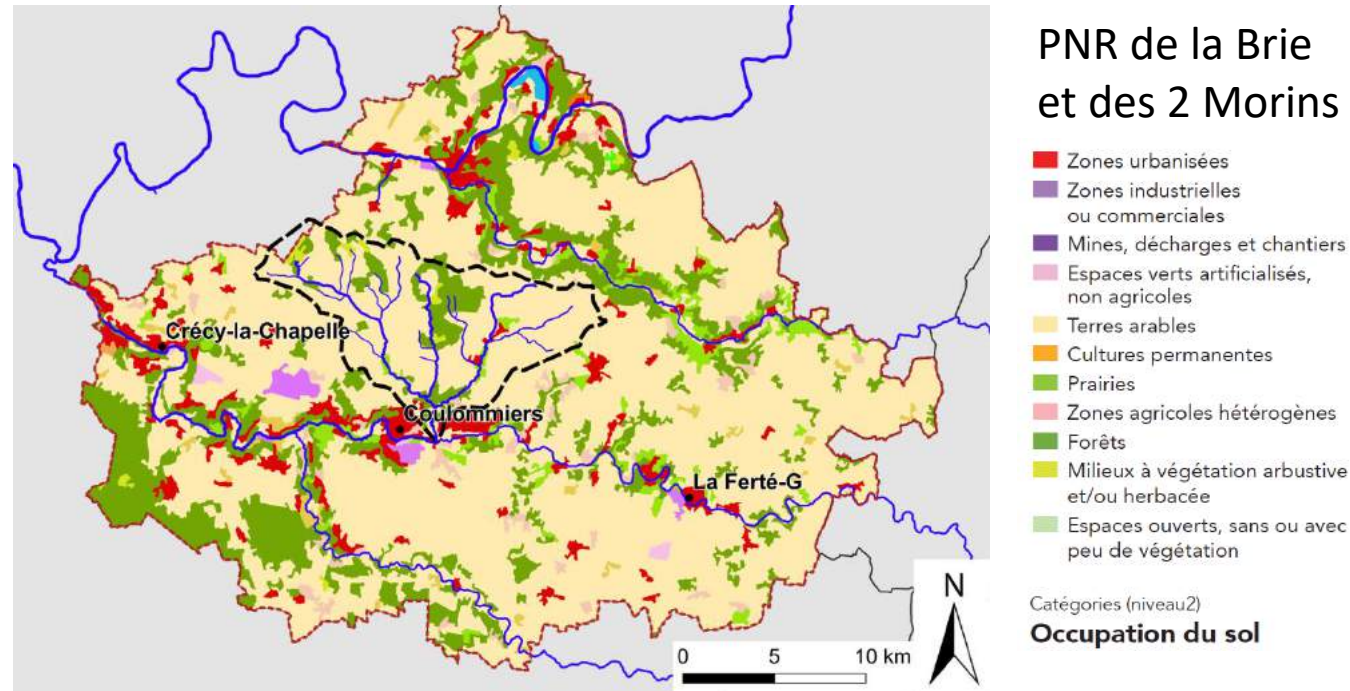 PNR de la Brie
et des 2 Morins
Zones urbanisées
Zones industrielles
ou commerciales
Mines, décharges et chantiers
Espaces verts artificialisés,
non agricoles
Terres arables
Cultures permanentes
Prairies
Zones agricoles hétérogènes
Forêts
Milieux à végétation arbustive
et/ou herbacée
Espaces ouverts, sans ou avec
peu de végétation
Catégories (niveau2)
Occupation du sol
Crécy-la-Chapelle
Coulommiers
La Ferté-G
N
0 5 10 km